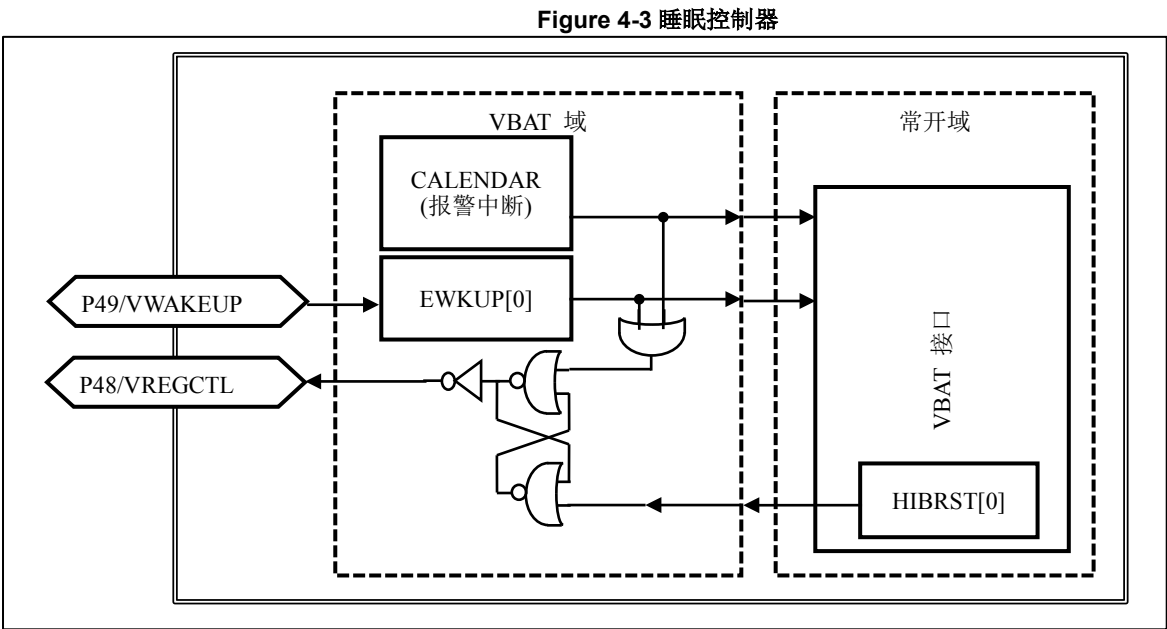 Figure 4-3 睡眠控制器
VBAT 域
常开域
CALENDAR
(报警中断)
P49/VWAKEUP
EWKUP[0]
P48/VREGCTL
VBAT 接口
HIBRST[0]